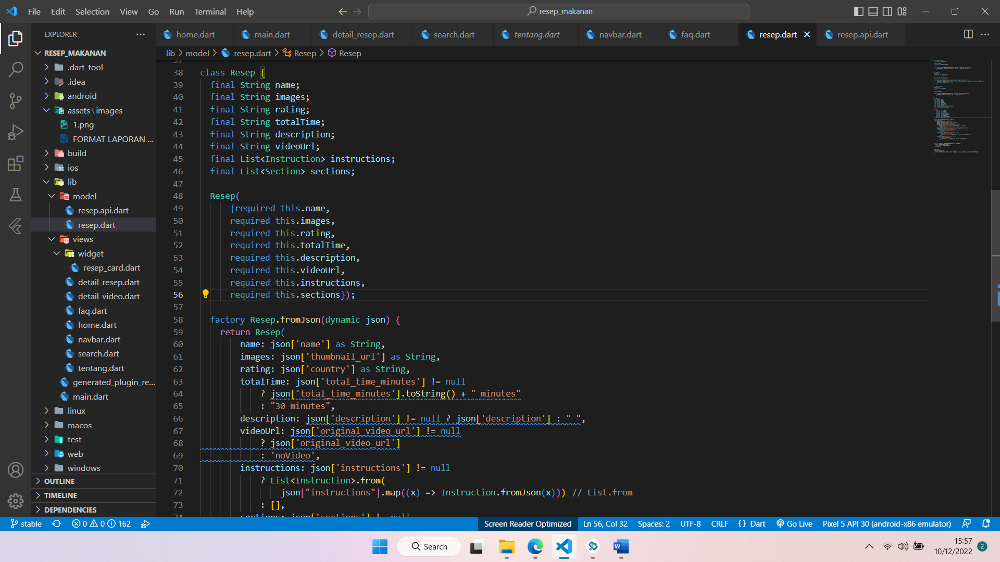 File Edit Selection View Go Run Terminal Help
resep_makanan
EXPLORER
home.dart
main.dart
detail_resep.dart
search.dart
tentang.dart
navbar.dart
faq.dart
resep.dart
resep.api.dart
lib > model > resep.dart > Resep > Resep
RESEP_MAKANAN
.dart_tool
.idea
android
assets\images
1.png
FORMAT LAPORAN ...
build
ios
lib
model
resep.api.dart
resep.dart
views
widget
resep_card.dart
detail_resep.dart
detail_video.dart
faq.dart
home.dart
navbar.dart
search.dart
tentang.dart
generated_plugin_re...
main.dart
linux
macos
test
web
windows
OUTLINE
TIMELINE
DEPENDENCIES
37
38 class Resep {
39 final String name;
40 final String images;
41 final String rating;
42 final String totalTime;
43 final String description;
44 final String videoUrl;
45 final List<Instruction> instructions;
46 final List<Section> sections;
47
48 Resep(
49 {required this.name,
50 required this.images,
51 required this.rating,
52 required this.totalTime,
53 required this.description,
54 required this.videoUrl,
55 required this.instructions,
56 required this.sections});
57
58 factory Resep.fromJson(dynamic json) {
59 return Resep(
60 name: json['name'] as String,
61 images: json['thumbnail_url'] as String,
62 rating: json['country'] as String,
63 totalTime: json['total_time_minutes'] != null
64 ? json['total_time_minutes'].toString() + " minutes"
65 : "30 minutes",
66 description: json['description'] != null ? json['description'] : " ",
67 videoUrl: json['original_video_url'] != null
68 ? json['original_video_url']
69 : 'noVideo',
70 instructions: json['instructions'] != null
71 ? List<Instruction>.from(
72 json["instructions"].map((x) => Instruction.fromJson(x))) // List.from
73 : [],
74 sections: json['sections'] != null
stable 0 0 162
Screen Reader Optimized Ln 56, Col 32 Spaces: 2 UTF-8 CRLF {} Dart Go Live Pixel 5 API 30 (android-x86 emulator)
Search
15:57
10/12/2022
2